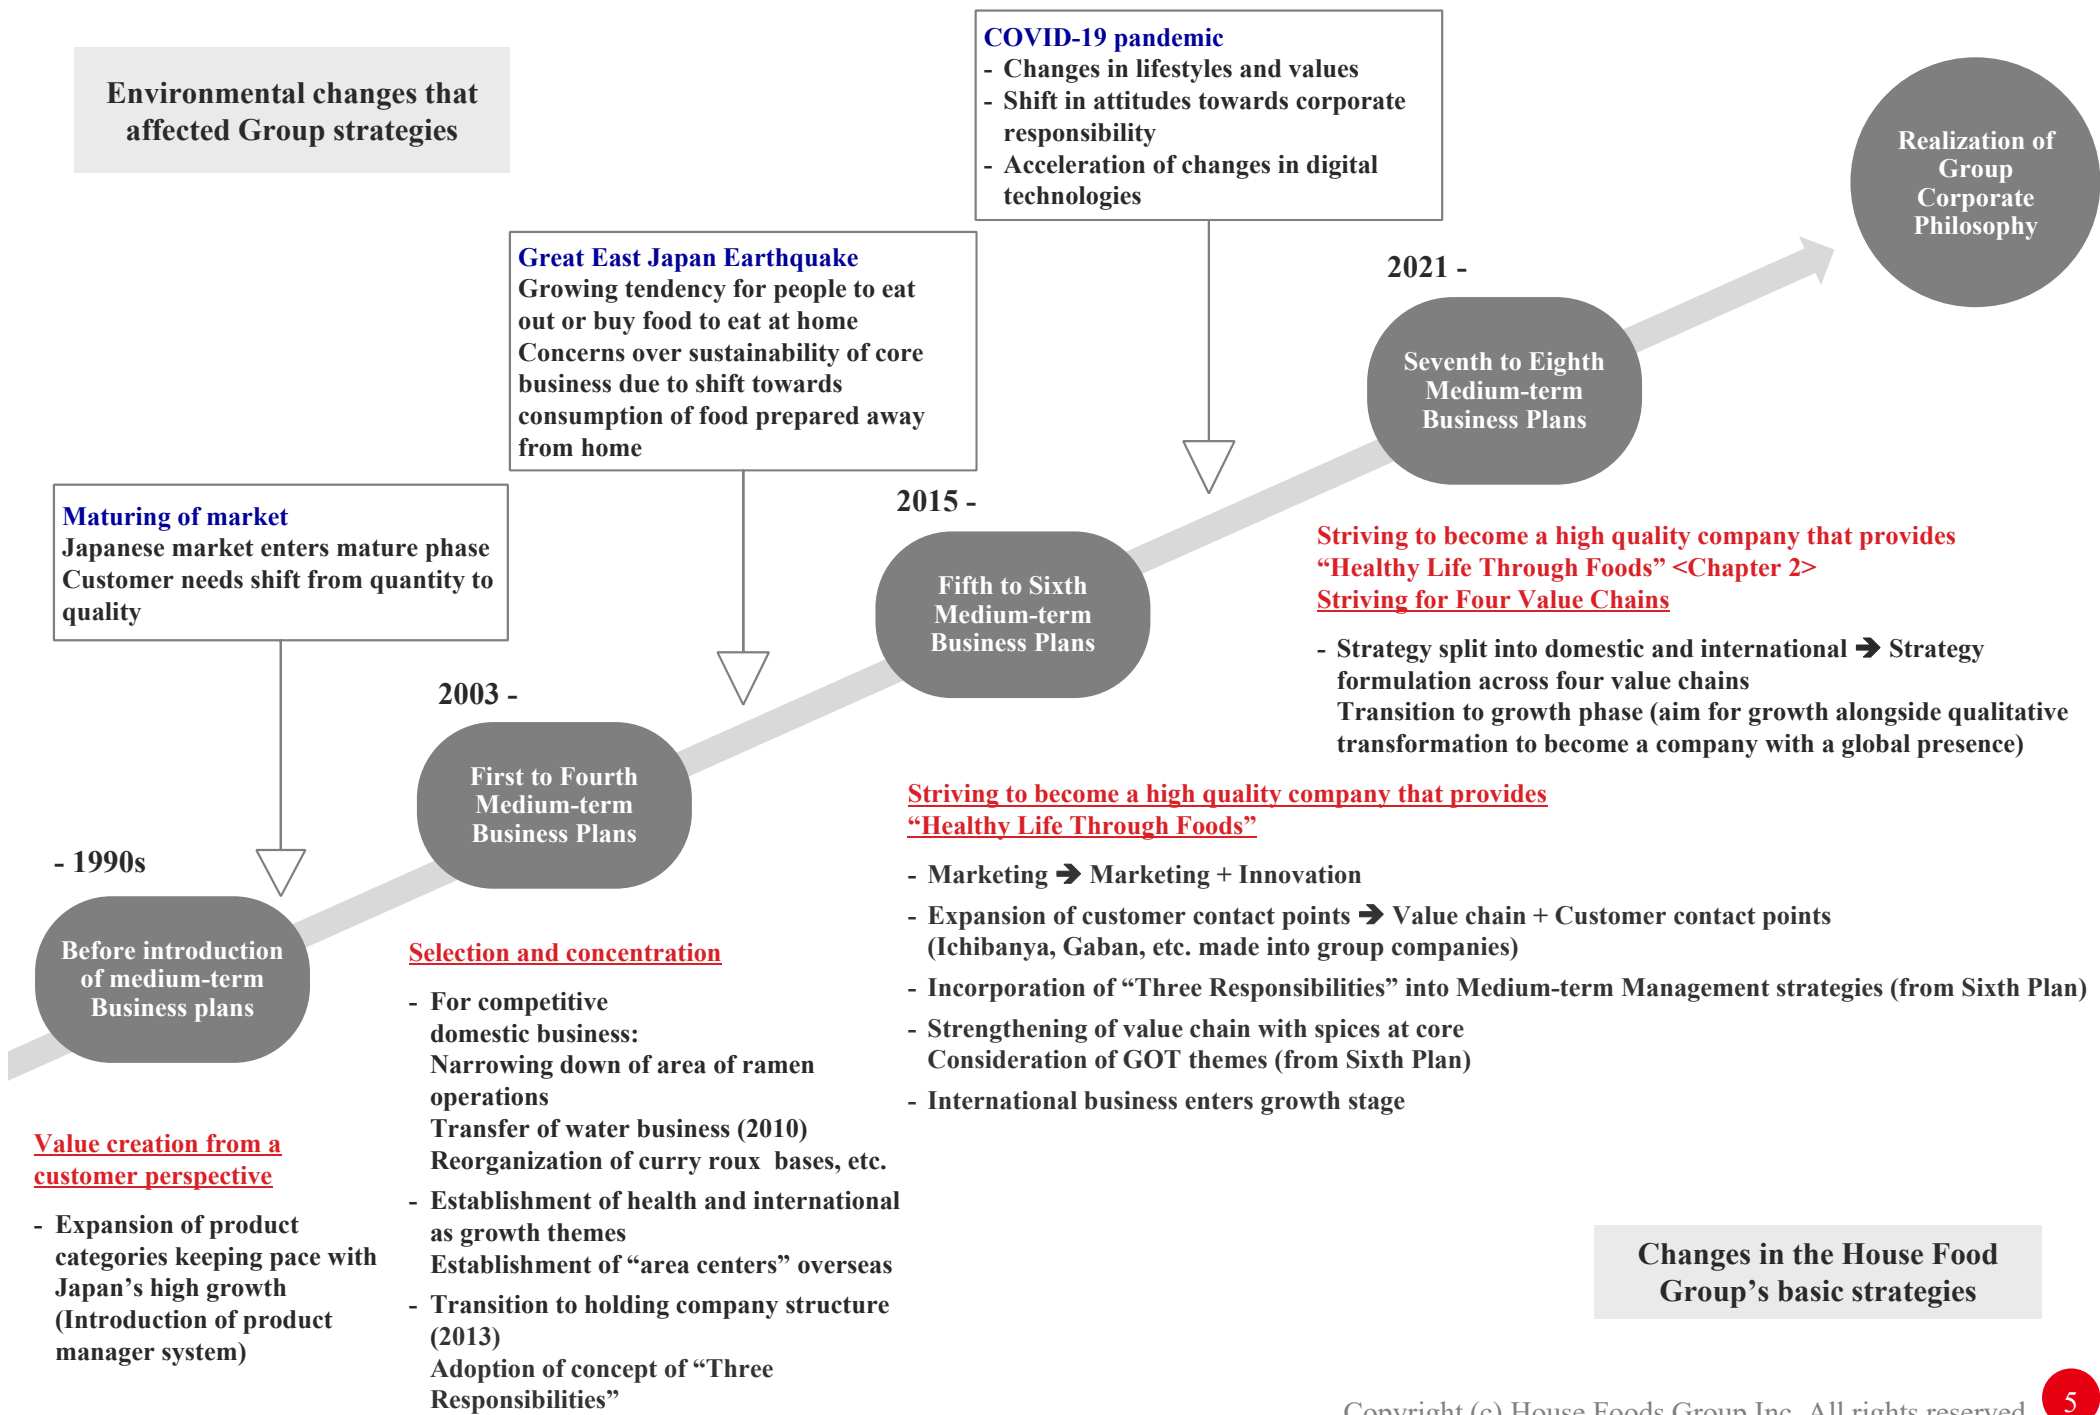 Environmental changes that
affected Group strategies
COVID-19 pandemic
- Changes in lifestyles and values
- Shift in attitudes towards corporate
responsibility
- Acceleration of changes in digital
technologies
Realization of
Group
Corporate
Philosophy
Great East Japan Earthquake
Growing tendency for people to eat
out or buy food to eat at home
Concerns over sustainability of core
business due to shift towards
consumption of food prepared away
from home
2021 -
Seventh to Eighth
Medium-term
Business Plans
Maturing of market
Japanese market enters mature phase
Customer needs shift from quantity to
quality
2015 -
Fifth to Sixth
Medium-term
Business Plans
Striving to become a high quality company that provides
“Healthy Life Through Foods” <Chapter 2>
Striving for Four Value Chains
- Strategy split into domestic and international ➔ Strategy
formulation across four value chains
Transition to growth phase (aim for growth alongside qualitative
transformation to become a company with a global presence)
2003 -
First to Fourth
Medium-term
Business Plans
Striving to become a high quality company that provides
“Healthy Life Through Foods”
- Marketing ➔ Marketing + Innovation
- Expansion of customer contact points ➔ Value chain + Customer contact points
(Ichibanya, Gaban, etc. made into group companies)
- Incorporation of “Three Responsibilities” into Medium-term Management strategies (from Sixth Plan)
- Strengthening of value chain with spices at core
Consideration of GOT themes (from Sixth Plan)
- International business enters growth stage
- 1990s
Before introduction
of medium-term
Business plans
Selection and concentration
- For competitive
domestic business:
Narrowing down of area of ramen
operations
Transfer of water business (2010)
Reorganization of curry roux  bases, etc.
- Establishment of health and international
as growth themes
Establishment of “area centers” overseas
- Transition to holding company structure
(2013)
Adoption of concept of “Three
Responsibilities”
Value creation from a
customer perspective
- Expansion of product
categories keeping pace with
Japan’s high growth
(Introduction of product
manager system)
Changes in the House Food
Group’s basic strategies
Copyright (c) House Foods Group Inc. All rights reserved.
5